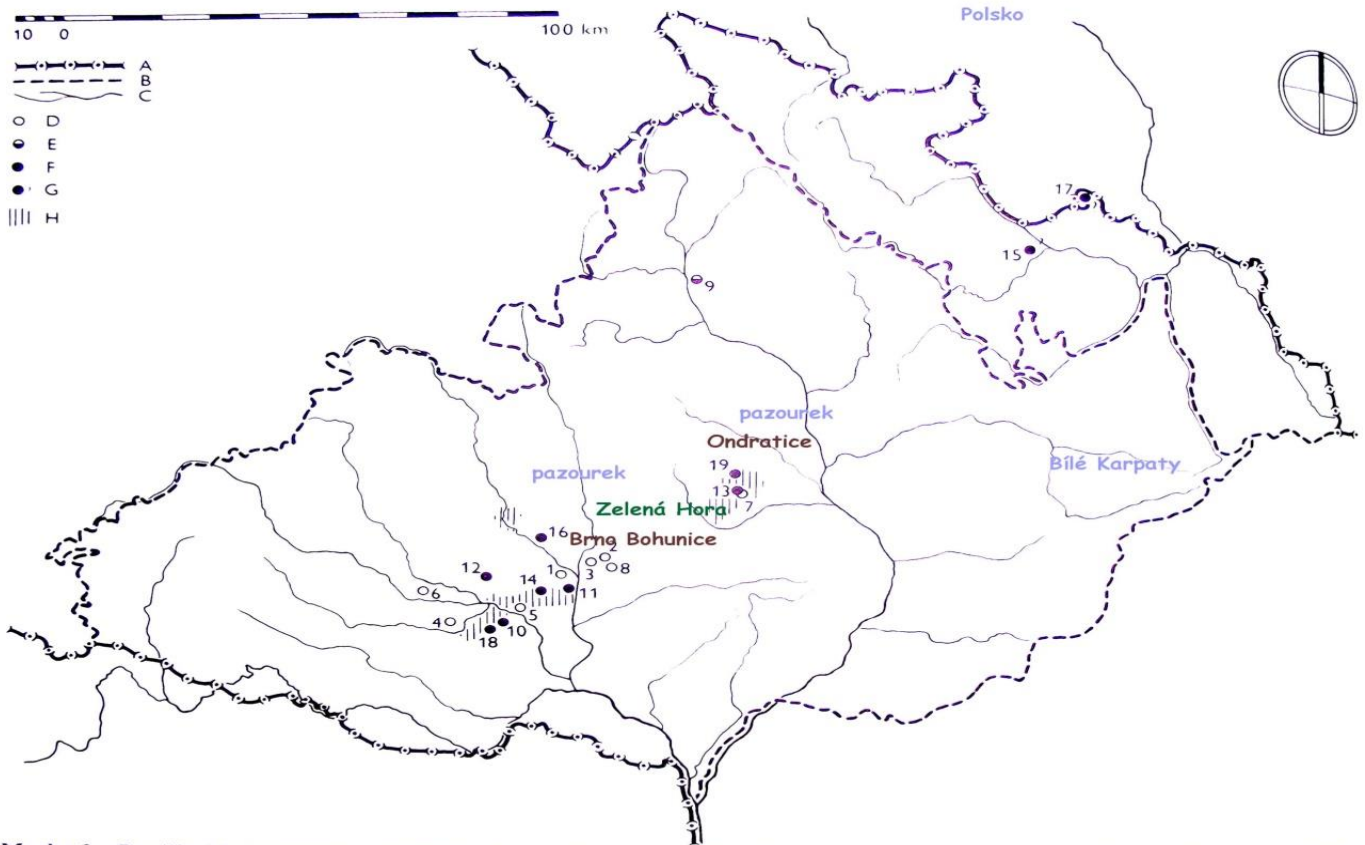 Polsko
10 0 100 km
A
B
C
D
E
F
G
H
17
15
9
pazourek
Ondratice
19
Bílé Karpaty
pazourek
13
7
Zelená Hora
16
Brno Bohunice
2
1
3
8
12
14
11
6
5
4
10
18